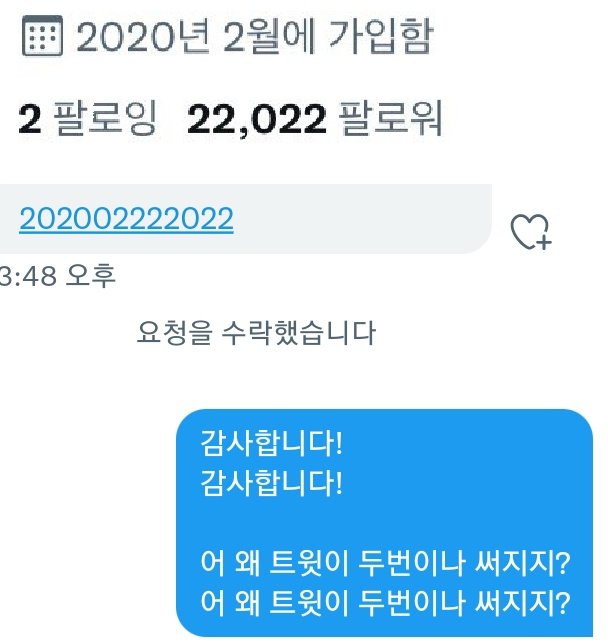 2020년 2월에 가입함
2 팔로잉 22,022 팔로워
202002222022
3:48 오후
요청을 수락했습니다
감사합니다!
감사합니다!
어 왜 트윗이 두번이나 써지지?
어 왜 트윗이 두번이나 써지지?